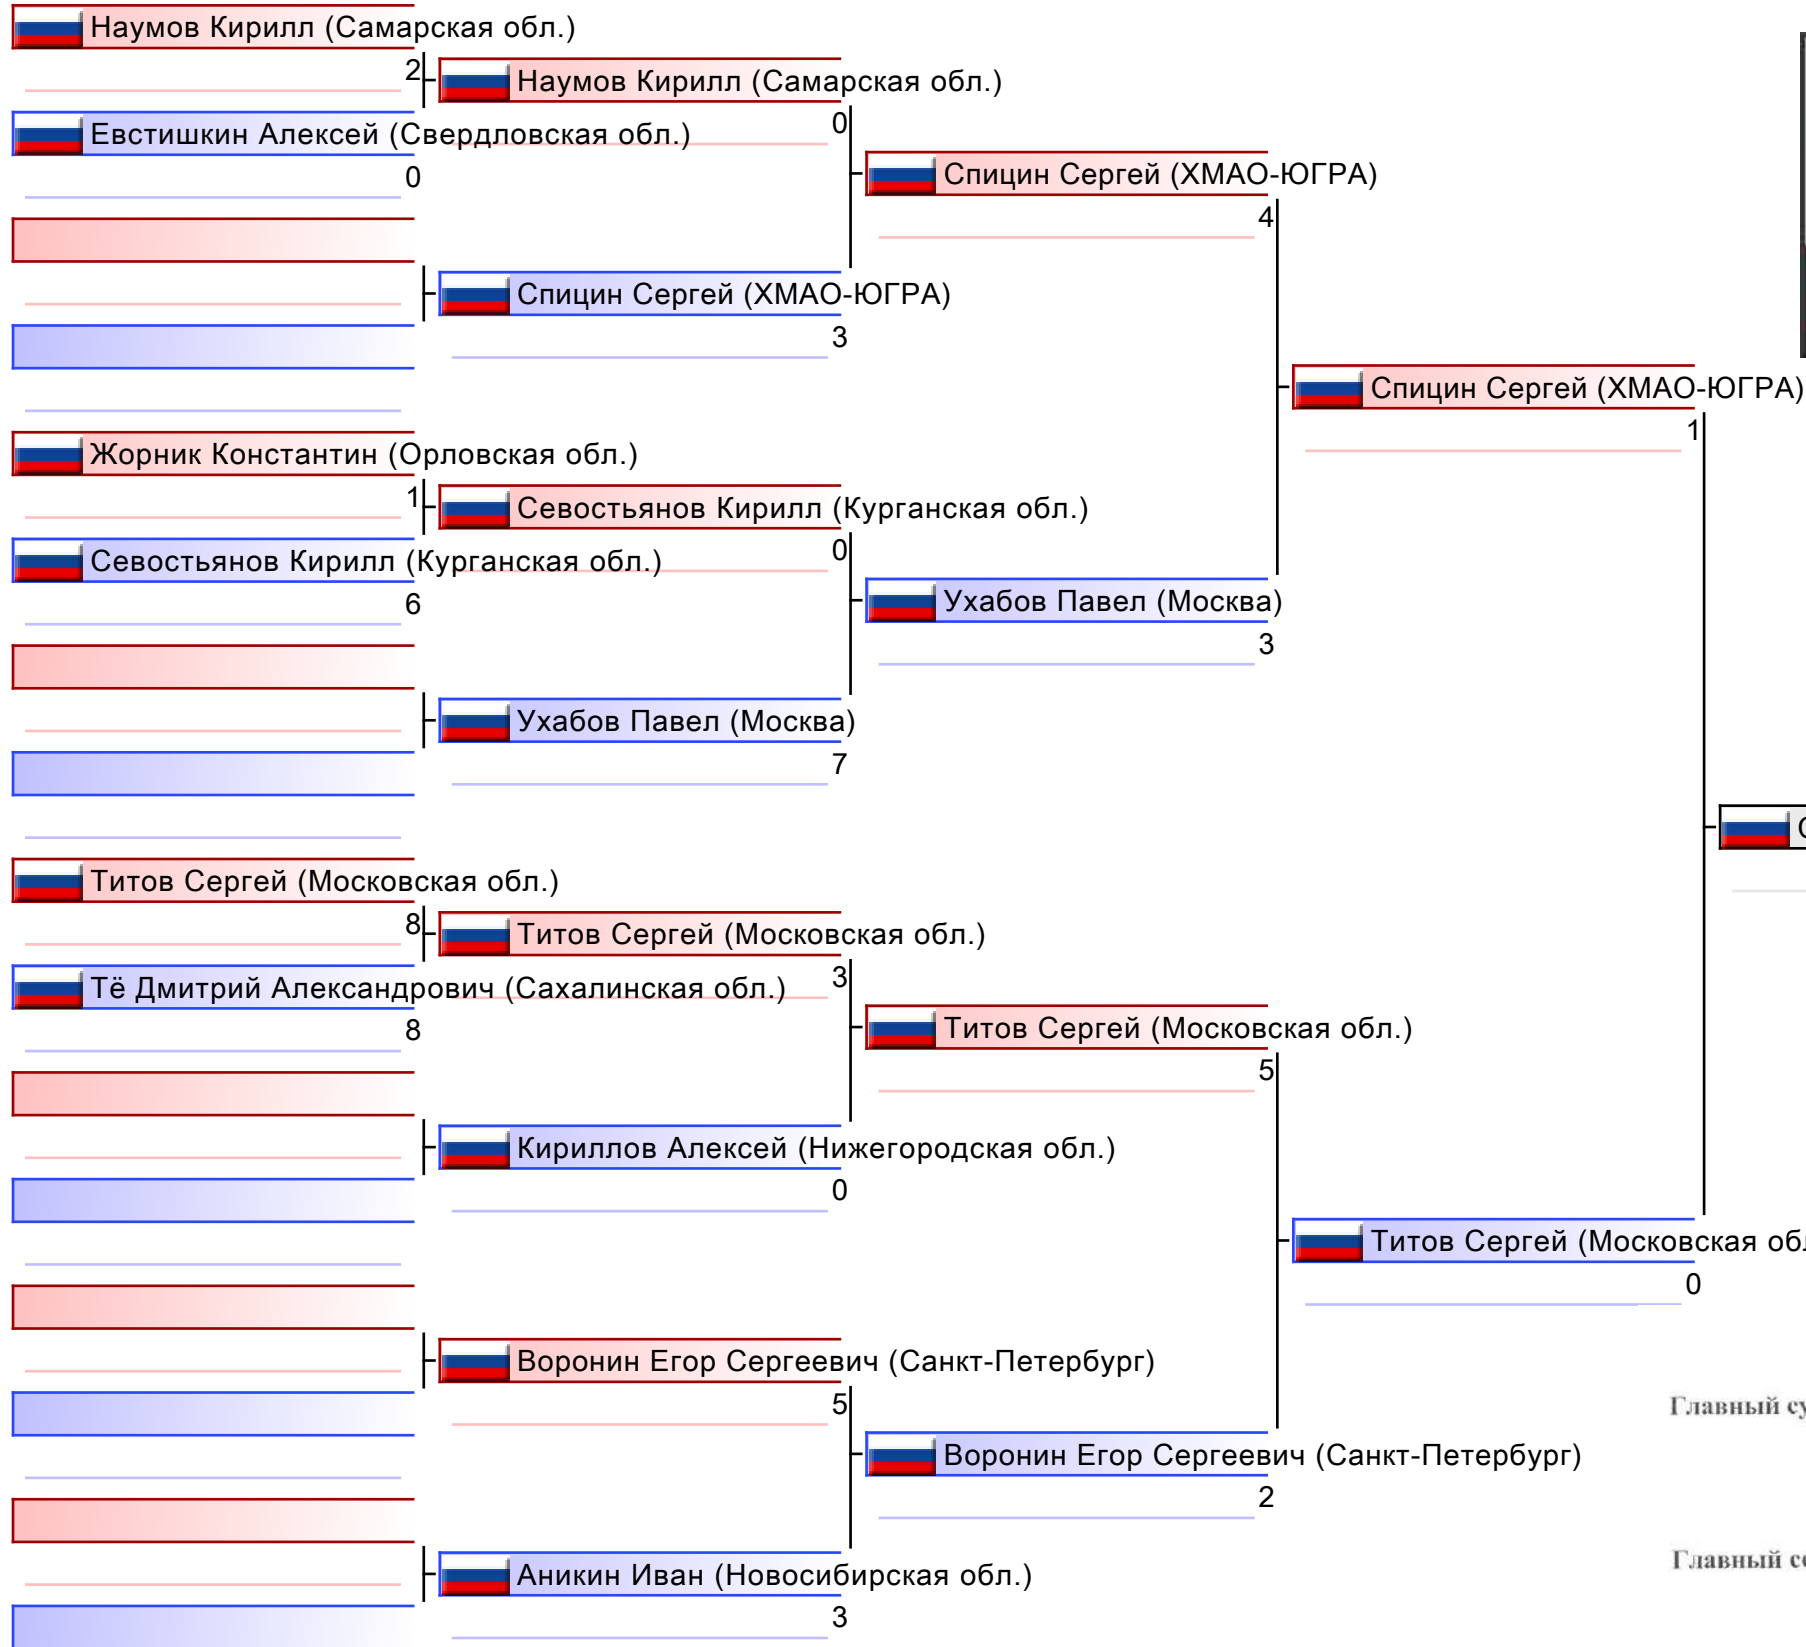 Наумов Кирилл (Самарская обл.)
2
Наумов Кирилл (Самарская обл.)
0
Евстишкин Алексей (Свердловская обл.)
0
Спицин Сергей (ХМАО-ЮГРА)
4
Спицин Сергей (ХМАО-ЮГРА)
3
Спицин Сергей (ХМАО-ЮГРА)
1
Жорник Константин (Орловская обл.)
1
Севостьянов Кирилл (Курганская обл.)
0
Севостьянов Кирилл (Курганская обл.)
6
Ухабов Павел (Москва)
3
Ухабов Павел (Москва)
7
Титов Сергей (Московская обл.)
8
Титов Сергей (Московская обл.)
3
Тё Дмитрий Александрович (Сахалинская обл.)
8
Титов Сергей (Московская обл.)
5
Кириллов Алексей (Нижегородская обл.)
0
Титов Сергей (Московская обл
0
Воронин Егор Сергеевич (Санкт-Петербург)
5
Главный су
Воронин Егор Сергеевич (Санкт-Петербург)
2
Главный се
Аникин Иван (Новосибирская обл.)
3